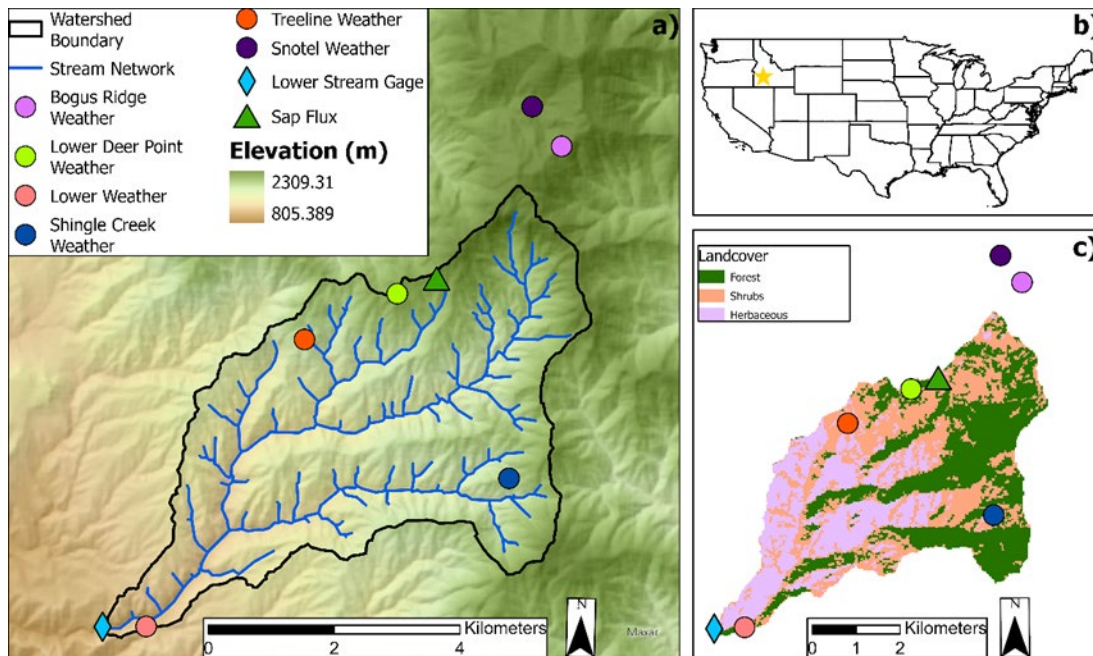 Watershed
Boundary
Stream Network
Bogus Ridge
Weather
Lower Deer Point
Weather
Lower Weather
Shingle Creek
Weather
Treeline Weather
Snotel Weather
Lower Stream Gage
Sap Flux
Elevation (m)
2309.31
805.389
a)
Kilometers
0 2 4
N
Maxar
b)
c)
Landcover
Forest
Shrubs
Herbaceous
Kilometers
0 1 2
N